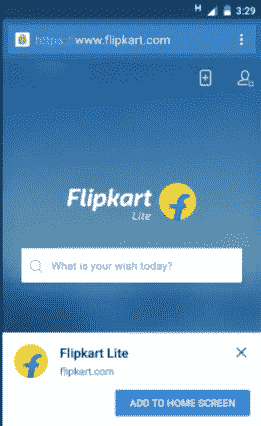 H 3:29
https://www.flipkart.com
Flipkart
Lite
What is your wish today?
Flipkart Lite
flipkart.com
ADD TO HOME SCREEN